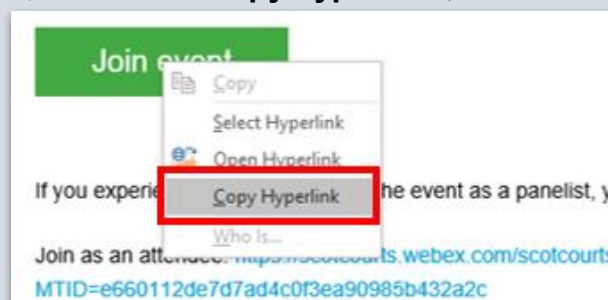 Join event
Copy
Select Hyperlink
Open Hyperlink
If you experie
Copy Hyperlink
he event as a panelist, y
Who Is...
Join as an
.webex.com/scotcourts
MTID=e660112de7d7ad4c0f3ea90985b432a2c